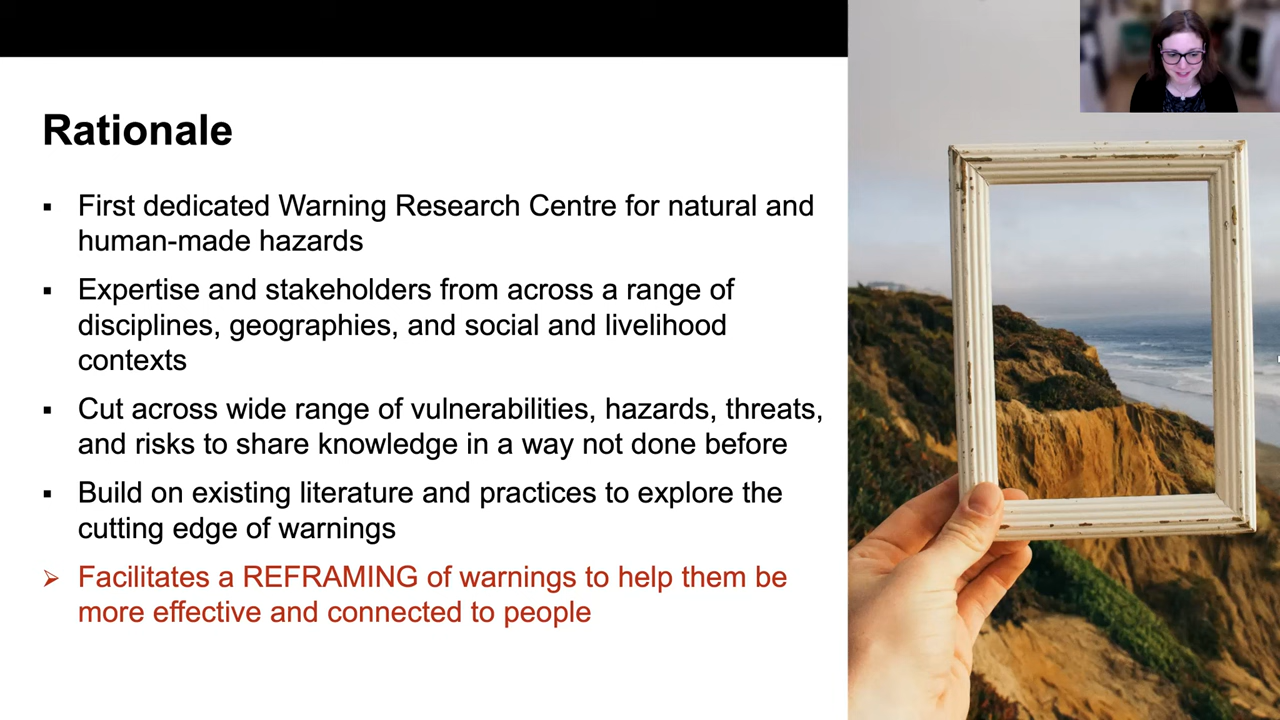 Rationale
▪ First dedicated Warning Research Centre for natural and
human-made hazards
▪ Expertise and stakeholders from across a range of
disciplines, geographies, and social and livelihood
contexts
▪ Cut across wide range of vulnerabilities, hazards, threats,
and risks to share knowledge in a way not done before
▪ Build on existing literature and practices to explore the
cutting edge of warnings
➢ Facilitates a REFRAMING of warnings to help them be
more effective and connected to people